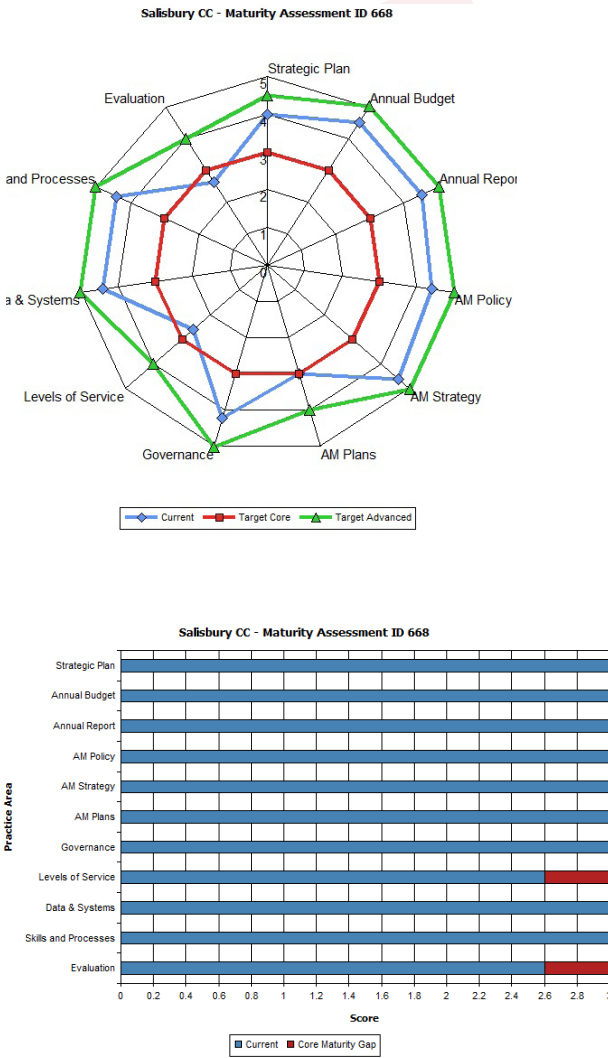 Salisbury CC - Maturity Assessment ID 668
Strategic Plan
5
Evaluation
Annual Budget
4
3
and Processes
Annual Repor
2
1
0
a & Systems
AM Policy
Levels of Service
AM Strategy
Governance
AM Plans
Current Target Core Target Advanced
Salisbury CC - Maturity Assessment ID 668
Strategic Plan
Annual Budget
Annual Report
AM Policy
AM Strategy
AM Plans
Practice Area
Governance
Levels of Service
Data & Systems
Skills and Processes
Evaluation
0 0.2 0.4 0.6 0.8 1 1.2 1.4 1.6 1.8 2 2.2 2.4 2.6 2.8 3
Score
Current Core Maturity Gap